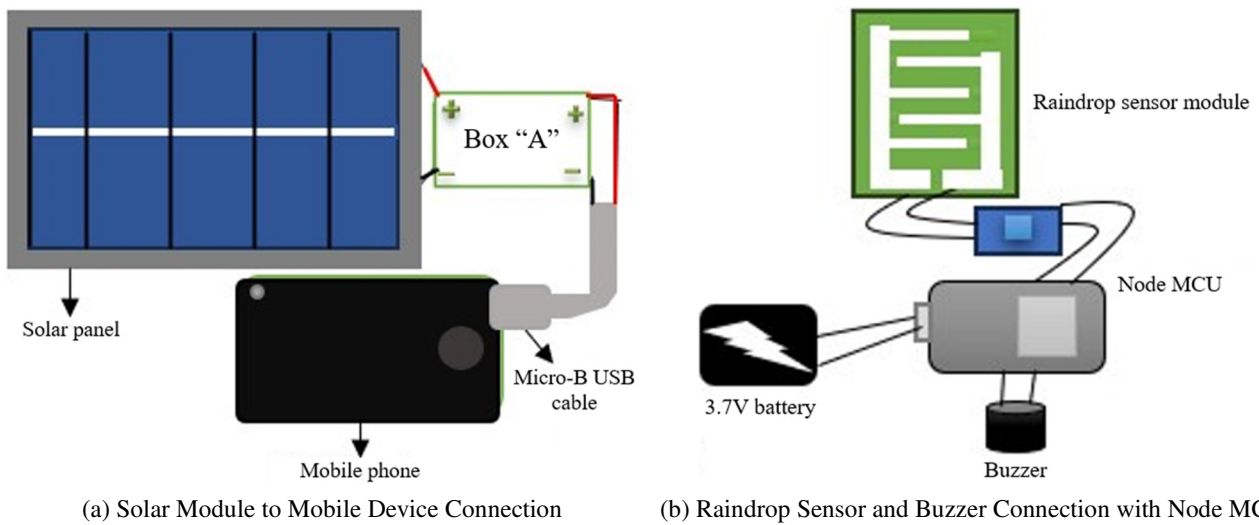 Box “A”
Solar panel
Micro-B USB
cable
Mobile phone
(a) Solar Module to Mobile Device Connection
Raindrop sensor module
Node MCU
3.7V battery
Buzzer
(b) Raindrop Sensor and Buzzer Connection with Node MC